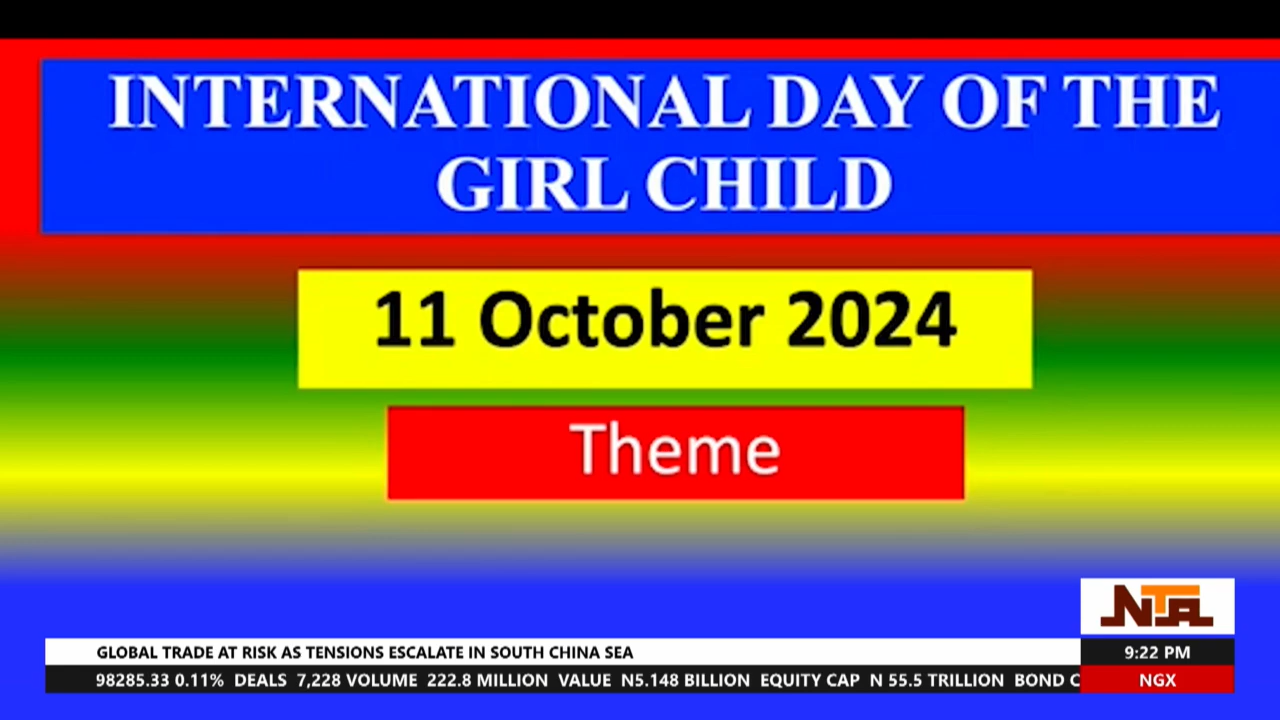 INTERNATIONAL DAY OF THE
GIRL CHILD
11 October 2024
Theme
NTA
GLOBAL TRADE AT RISK AS TENSIONS ESCALATE IN SOUTH CHINA SEA
9:22 PM
98285.33 0.11% DEALS 7,228 VOLUME 222.8 MILLION VALUE N5.148 BILLION EQUITY CAP N 55.5 TRILLION BOND C
NGX